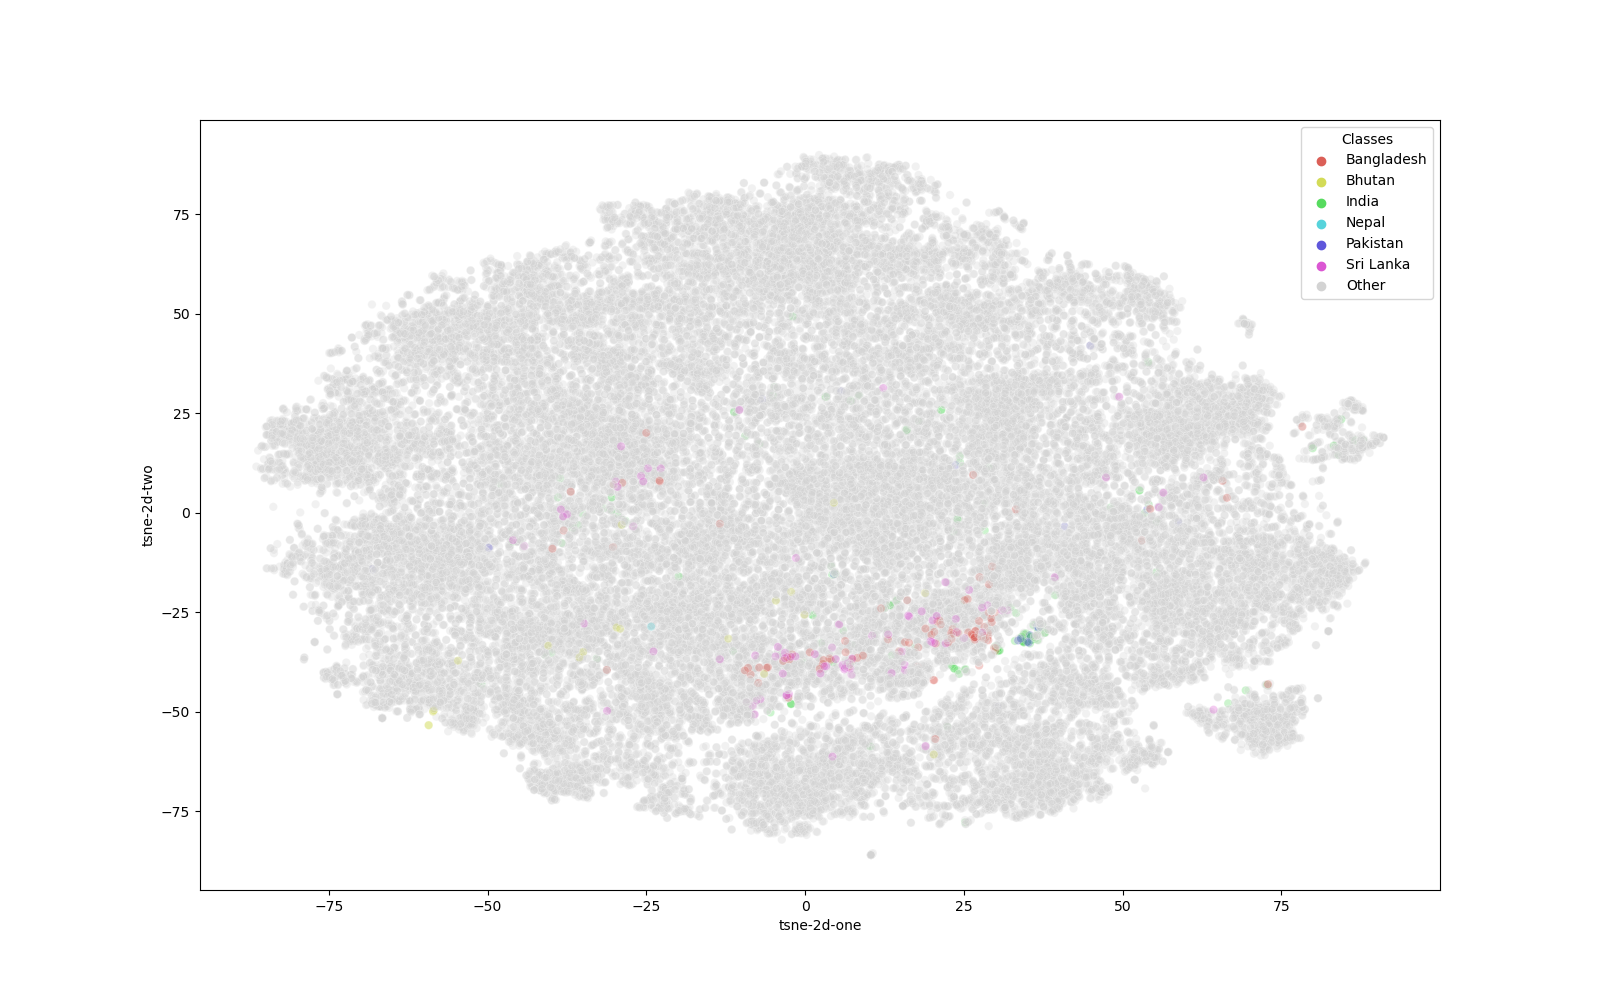 Classes
Bangladesh
Bhutan
India
Nepal
Pakistan
Sri Lanka
Other
75
50
25
0
−25
−50
−75
tsne-2d-two
−75 −50 −25 0 25 50 75
tsne-2d-one